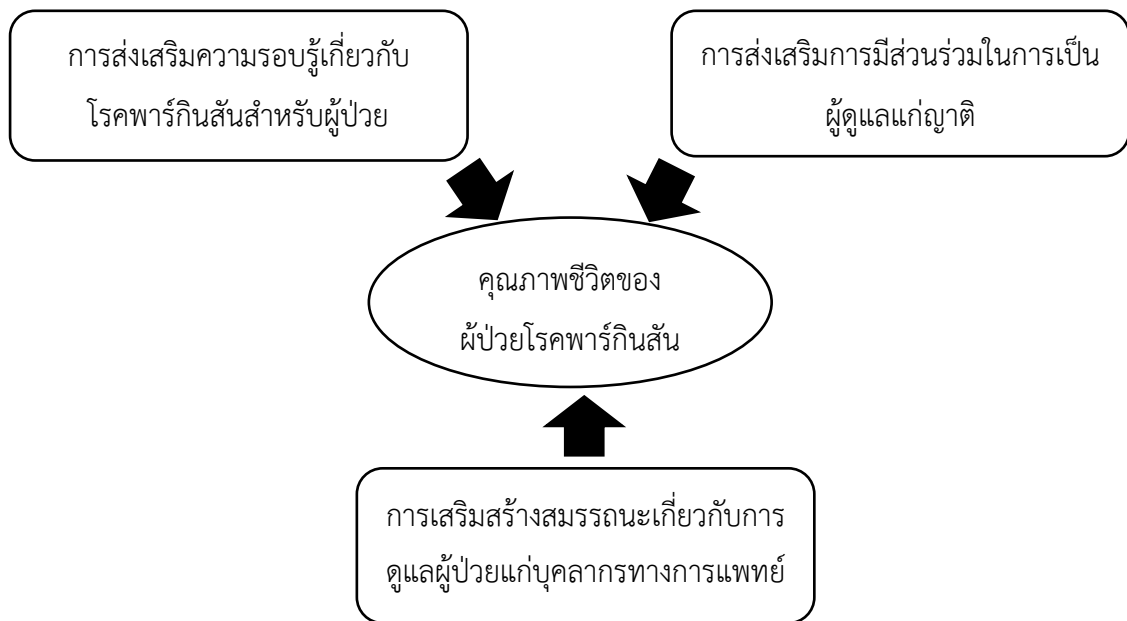 การส่งเสริมความรอบรู้เกี่ยวกับ
โรคพาร์กินสันสำหรับผู้ป่วย
การส่งเสริมการมีส่วนร่วมในการเป็น
ผู้ดูแลแก่ญาติ
คุณภาพชีวิตของ
ผ้ป่วยโรคพาร์กินสัน
การเสริมสร้างสมรรถนะเกี่ยวกับการ
ดูแลผู้ป่วยแก่บุคลากรทางการแพทย์